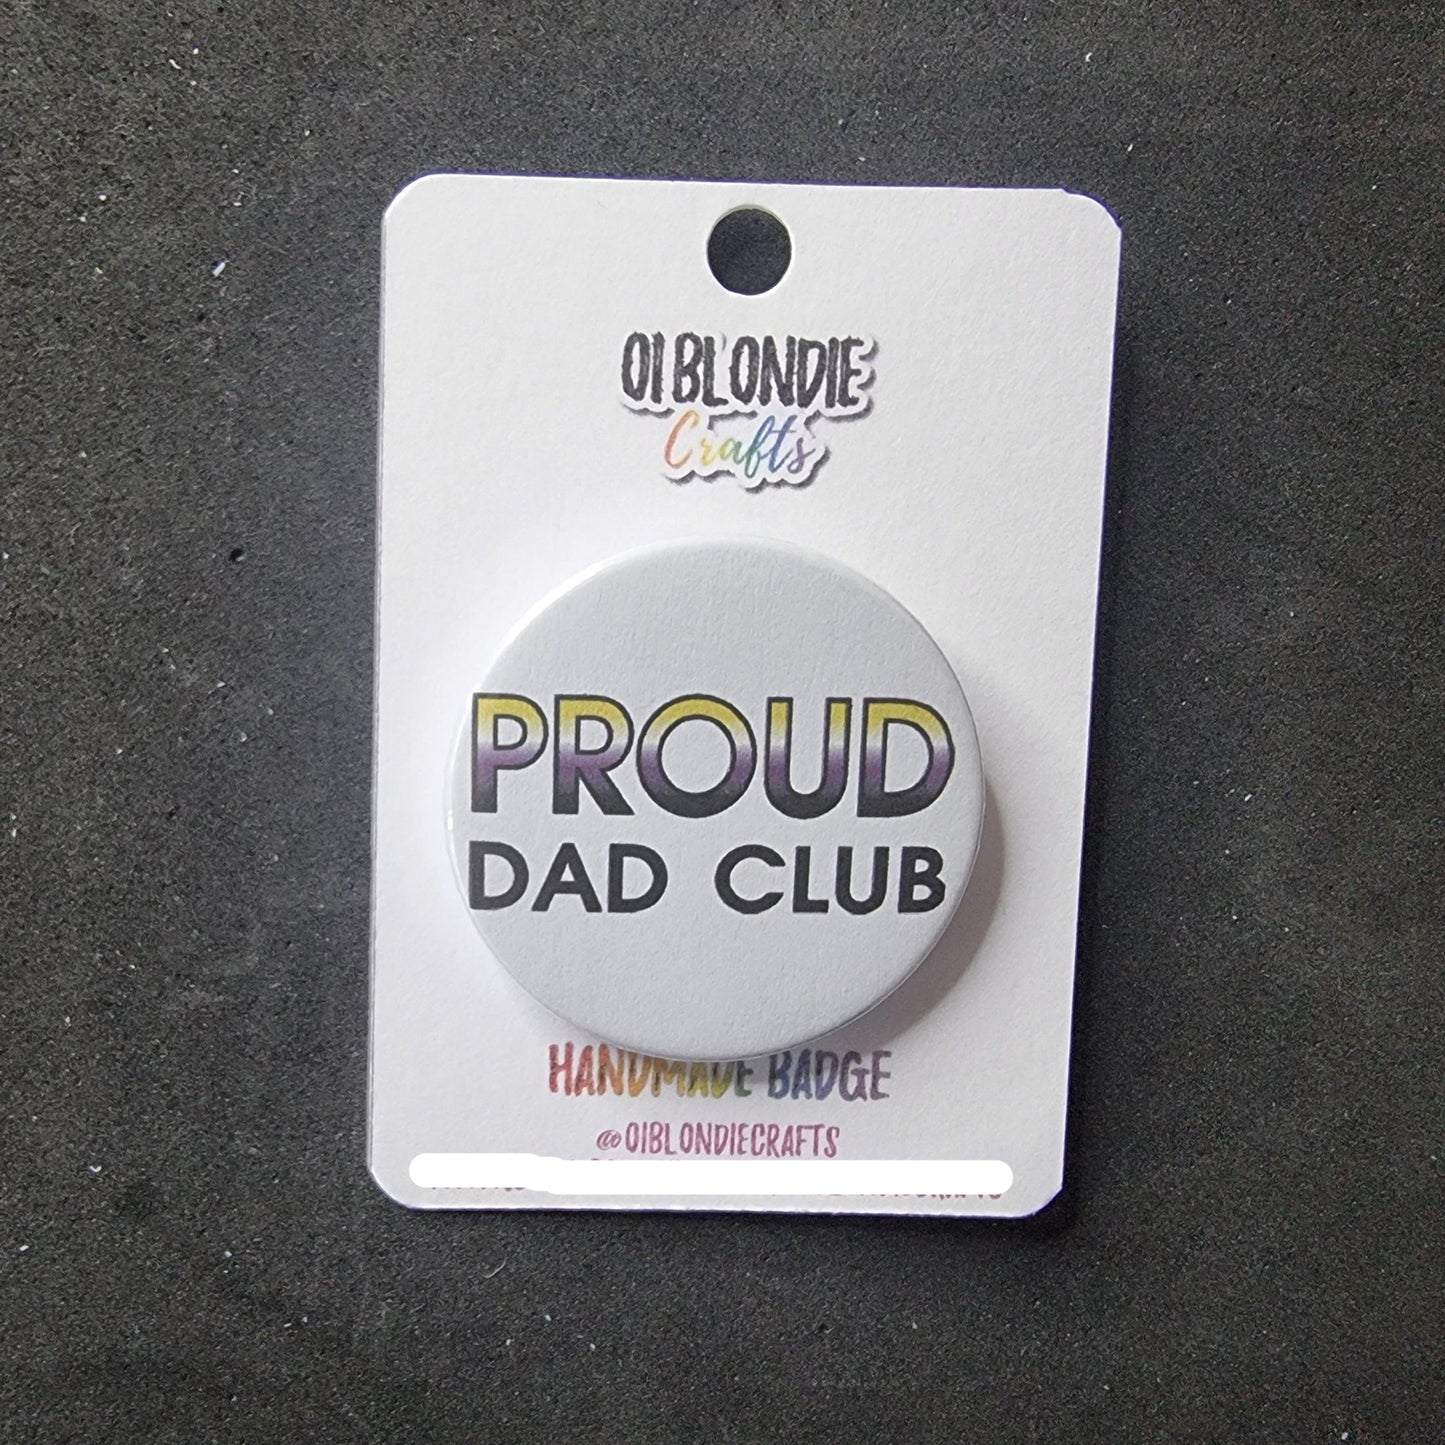 OI BLONDIE
Crafts
PROUD
DAD CLUB
HANDMADE BADGE
@OIBLONDIECRAFTS